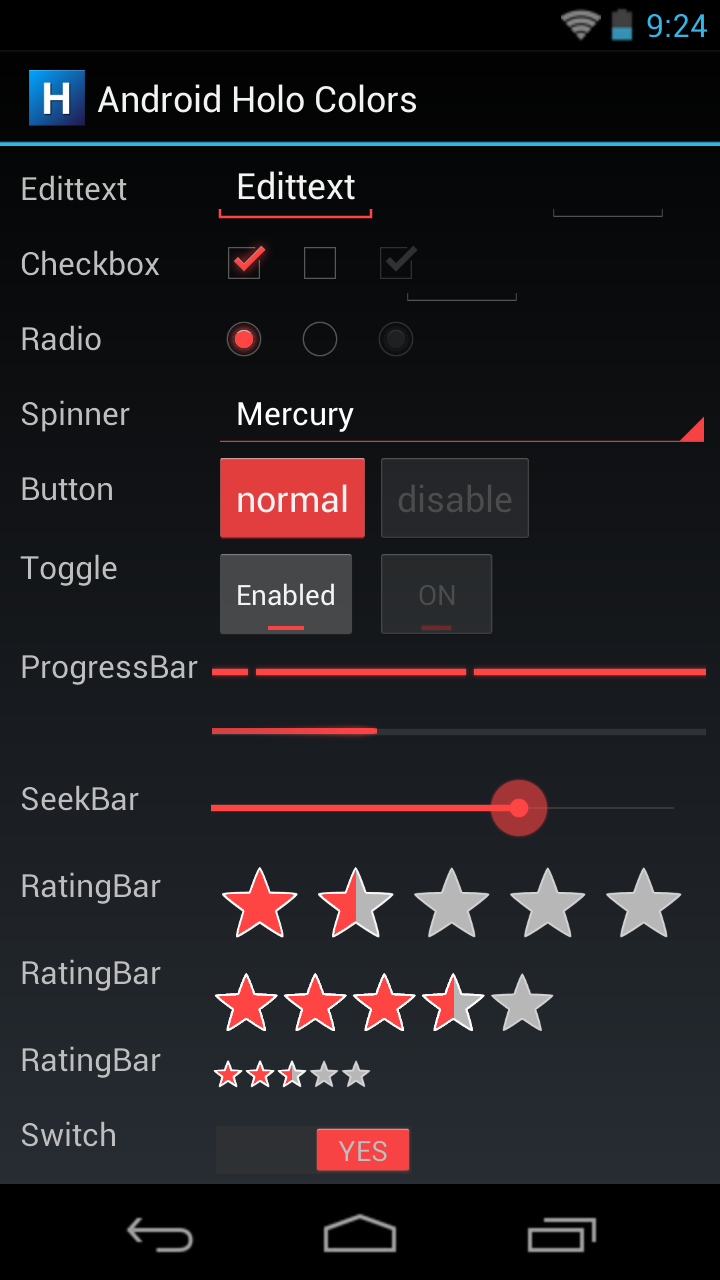 9:24
H Android Holo Colors
Edittext Edittext
Checkbox
Radio
Spinner Mercury
Button normal disable
Toggle Enabled ON
ProgressBar
SeekBar
RatingBar
RatingBar
RatingBar
Switch YES